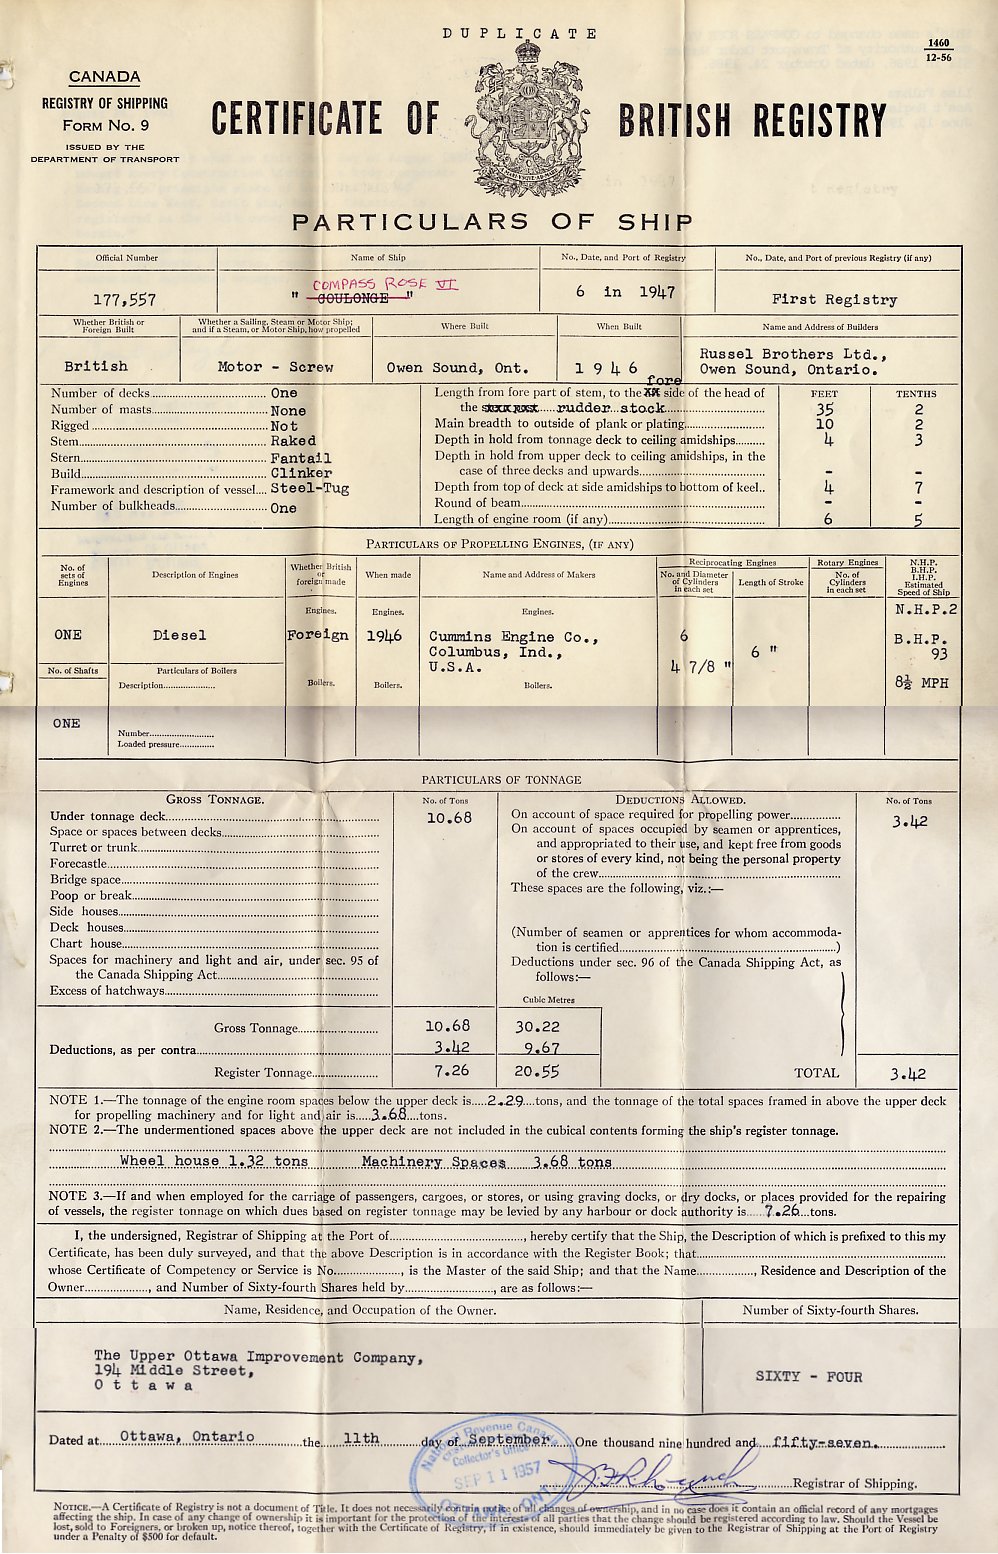 DUPLICATE
1460
12-56
CANADA
REGISTRY OF SHIPPING
FORM NO. 9
ISSUED BY THE
DEPARTMENT OF TRANSPORT
CERTIFICATE OF BRITISH REGISTRY
PARTICULARS OF SHIP
Official Number
Name of Ship
No., Date, and Port of Registry
No., Date, and Port of previous Registry (if any)
177,557
COMPASS ROSE VI
" COULONGE "
6 in 1947
First Registry
Whether British or Foreign Built
Whether a Sailing, Steam or Motor Ship; and if a Steam, or Motor Ship, how propelled
Where Built
When Built
Name and Address of Builders
British
Motor - Screw
Owen Sound, Ont.
1946
Russel Brothers Ltd.,
Owen Sound, Ontario.
Number of decks One
Number of masts None
Rigged Not
Stem Raked
Stern Fantail
Build Clinker
Framework and description of vessel Steel-Tug
Number of bulkheads One
FEET TENTHS
fore
Length from fore part of stem, to the side of the head of
the rudder stock 35 2
Main breadth to outside of plank or plating 10 2
Depth in hold from tonnage deck to ceiling amidships 4 3
Depth in hold from upper deck to ceiling amidships, in the
case of three decks and upwards - -
Depth from top of deck at side amidships to bottom of keel.. 4 7
Round of beam - -
Length of engine room (if any) 6 5
PARTICULARS OF PROPELLING ENGINES, (IF ANY)
No. of sets of Engines
Description of Engines
Whether British or foreign made
When made
Name and Address of Makers
Reciprocating Engines
No. and Diameter of Cylinders in each set
Length of Stroke
Rotary Engines
No. of Cylinders in each set
N.H.P.
B.H.P.
I.H.P.
Estimated
Speed of Ship
Engines. Engines. Engines.
N.H.P.2
ONE Diesel Foreign 1946 Cummins Engine Co.,
Columbus, Ind.,
U.S.A.
6
4 7/8 "
6 "
B.H.P.
93
8½ MPH
No. of Shafts
Particulars of Boilers
Description
Boilers. Boilers. Boilers.
ONE
Number
Loaded pressure
PARTICULARS OF TONNAGE
GROSS TONNAGE. No. of Tons
Under tonnage deck 10.68
Space or spaces between decks
Turret or trunk
Forecastle
Bridge space
Poop or break
Side houses
Deck houses
Chart house
Spaces for machinery and light and air, under sec. 95 of
the Canada Shipping Act
Excess of hatchways
DEDUCTIONS ALLOWED. No. of Tons
On account of space required for propelling power 3.42
On account of spaces occupied by seamen or apprentices,
and appropriated to their use, and kept free from goods
or stores of every kind, not being the personal property
of the crew
These spaces are the following, viz.:—
(Number of seamen or apprentices for whom accommoda-
tion is certified)
Deductions under sec. 96 of the Canada Shipping Act, as
follows:—
Cubic Metres
Gross Tonnage 10.68 30.22
Deductions, as per contra 3.42 9.67
Register Tonnage 7.26 20.55
TOTAL 3.42
NOTE 1.—The tonnage of the engine room spaces below the upper deck is 2.29 tons, and the tonnage of the total spaces framed in above the upper deck
for propelling machinery and for light and air is 3.68 tons.
NOTE 2.—The undermentioned spaces above the upper deck are not included in the cubical contents forming the ship's register tonnage.
Wheel house 1.32 tons Machinery Spaces 3.68 tons
NOTE 3.—If and when employed for the carriage of passengers, cargoes, or stores, or using graving docks, or dry docks, or places provided for the repairing
of vessels, the register tonnage on which dues based on register tonnage may be levied by any harbour or dock authority is 7.26 tons.
I, the undersigned, Registrar of Shipping at the Port of , hereby certify that the Ship, the Description of which is prefixed to this my
Certificate, has been duly surveyed, and that the above Description is in accordance with the Register Book; that
whose Certificate of Competency or Service is No. , is the Master of the said Ship; and that the Name , Residence and Description of the
Owner , and Number of Sixty-fourth Shares held by , are as follows:—
Name, Residence, and Occupation of the Owner.
Number of Sixty-fourth Shares.
The Upper Ottawa Improvement Company,
194 Middle Street,
Ottawa
SIXTY - FOUR
Dated at Ottawa, Ontario the 11th day of September One thousand nine hundred and fifty-seven.
National Revenue Canada
Collector's Office
SEP 11 1957
OTTAWA, ONT.
Registrar of Shipping.
NOTICE.—A Certificate of Registry is not a document of Title. It does not necessarily contain notice of all changes of ownership, and in no case does it contain an official record of any mortgages
affecting the ship. In case of any change of ownership it is important for the protection of the interests of all parties that the change should be registered according to law. Should the Vessel be
lost, sold to Foreigners, or broken up, notice thereof, together with the Certificate of Registry, if in existence, should immediately be given to the Registrar of Shipping at the Port of Registry
under a Penalty of $500 for default.